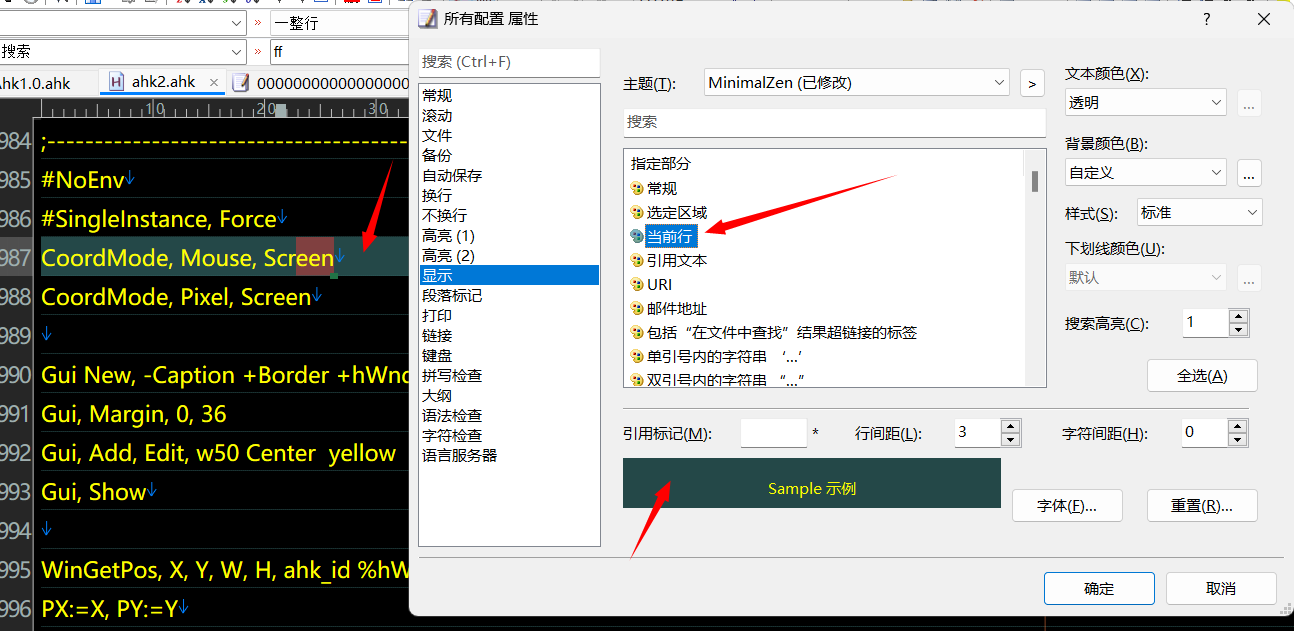 一整行
搜索
ff
hk1.0.ahk
ahk2.ahk
000000000000000000
10 20 30
984 ;-----------------------------------
985 #NoEnv↓
986 #SingleInstance, Force↓
987 CoordMode, Mouse, Screen↓
988 CoordMode, Pixel, Screen↓
989 ↓
990 Gui New, -Caption +Border +hWnd
991 Gui, Margin, 0, 36
992 Gui, Add, Edit, w50 Center yellow
993 Gui, Show↓
994 ↓
995 WinGetPos, X, Y, W, H, ahk_id %hW
996 PX:=X, PY:=Y↓
所有配置 属性
搜索 (Ctrl+F)
常规
滚动
文件
备份
自动保存
换行
不换行
高亮 (1)
高亮 (2)
显示
段落标记
打印
链接
键盘
拼写检查
大纲
语法检查
字符检查
语言服务器
主题(T):
MinimalZen (已修改)
>
搜索
指定部分
常规
选定区域
当前行
引用文本
URI
邮件地址
包括“在文件中查找”结果超链接的标签
单引号内的字符串 ‘...’
双引号内的字符串 “...”
文本颜色(X):
透明
...
背景颜色(B):
自定义
...
样式(S):
标准
下划线颜色(U):
默认
...
搜索高亮(C):
1
全选(A)
引用标记(M):
*
行间距(L):
3
字符间距(H):
0
Sample 示例
字体(F)...
重置(R)...
确定
取消